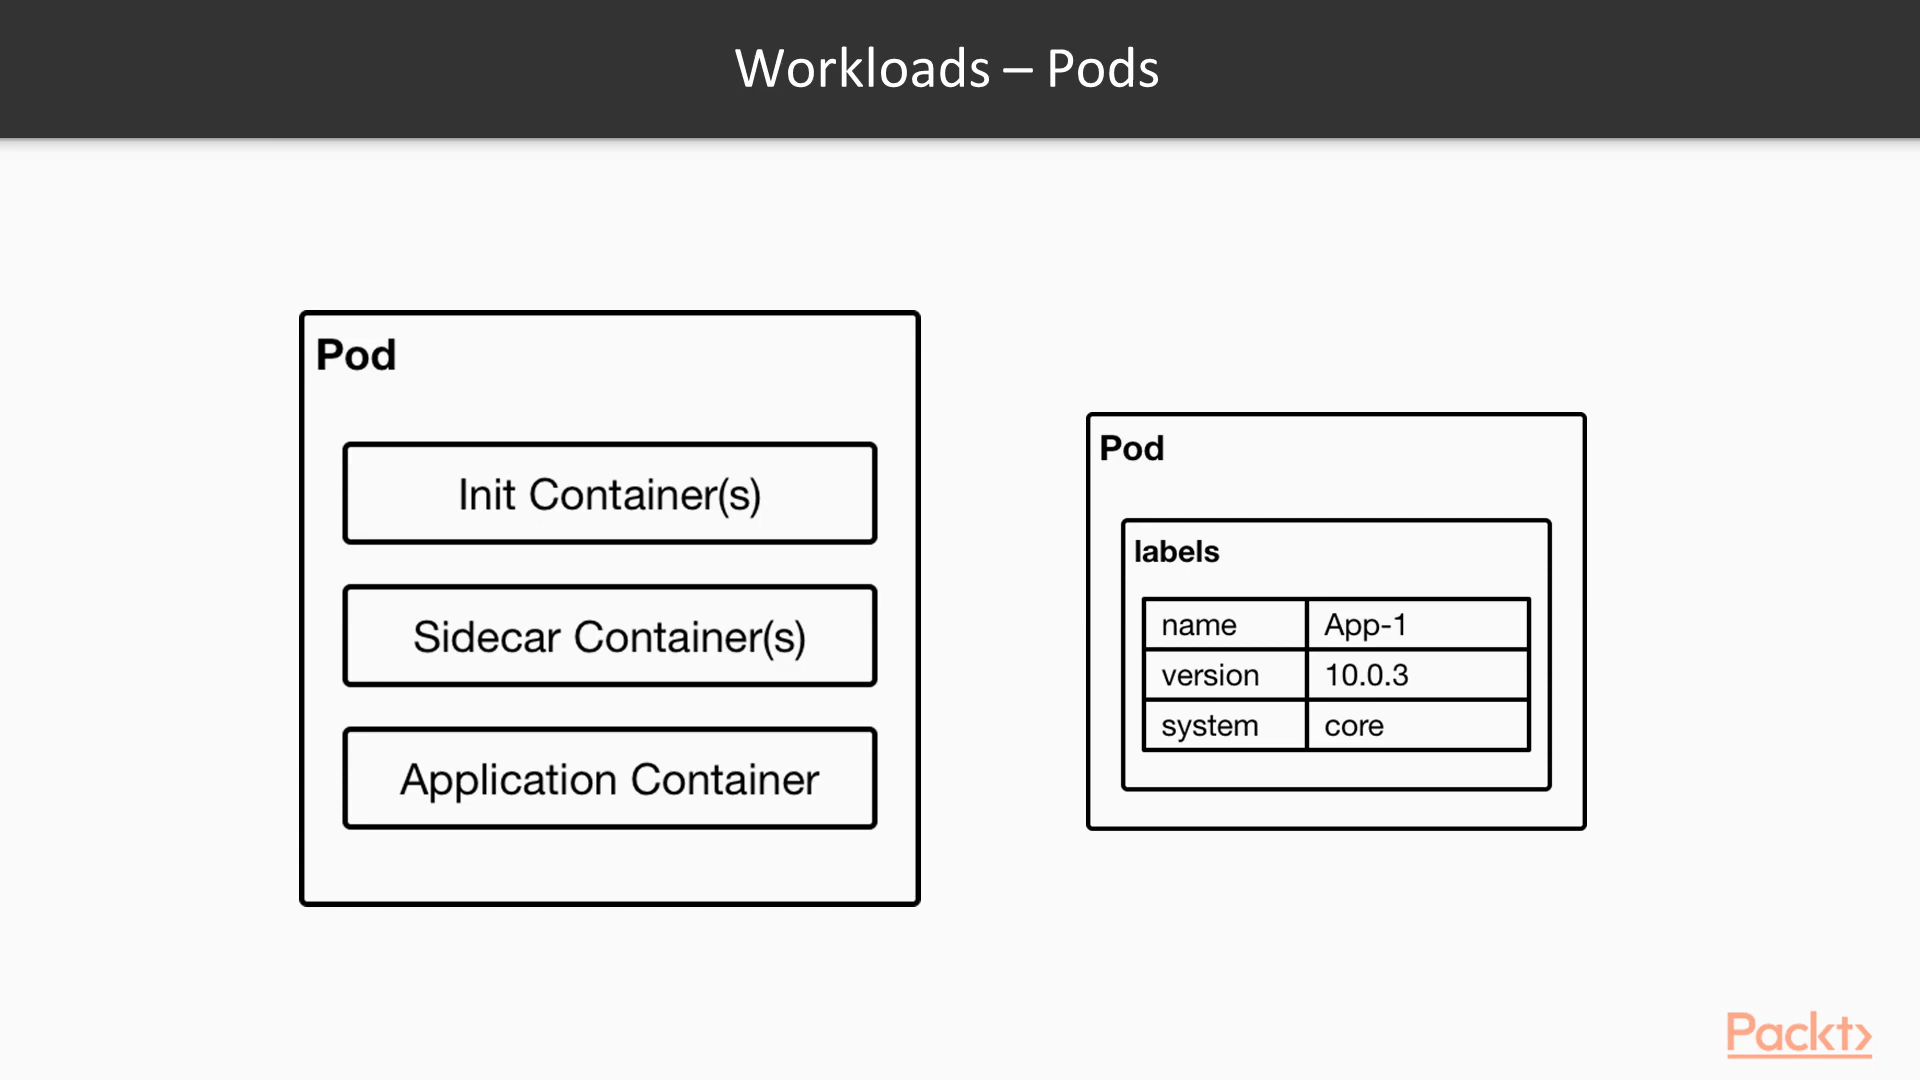 Workloads – Pods
Pod
Init Container(s)
Sidecar Container(s)
Application Container
Pod
labels
name App-1
version 10.0.3
system core
Packt>